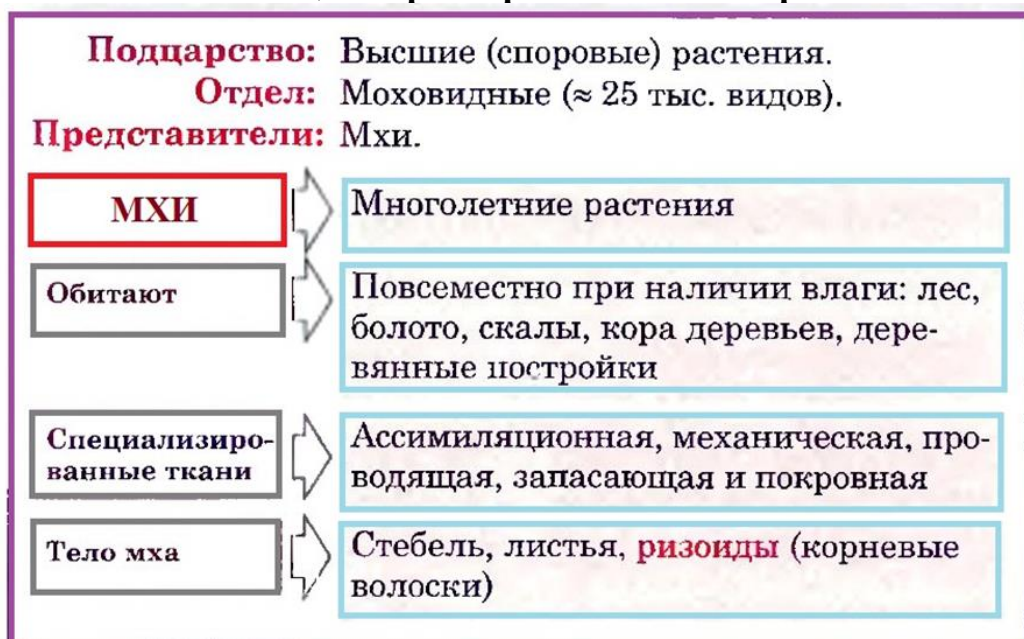 Подцарство: Высшие (споровые) растения.
Отдел: Моховидные (≈ 25 тыс. видов).
Представители: Мхи.
МХИ
Многолетние растения
Обитают
Повсеместно при наличии влаги: лес,
болото, скалы, кора деревьев, дере-
вянные постройки
Специализиро-
ванные ткани
Ассимиляционная, механическая, про-
водящая, запасающая и покровная
Тело мха
Стебель, листья, ризоиды (корневые
волоски)